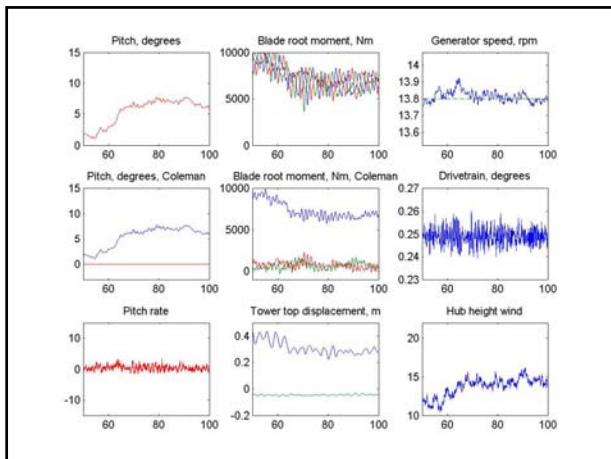 Pitch, degrees
15
10
5
0
60 80 100
Blade root moment, Nm
10000
5000
0
60 80 100
Generator speed, rpm
14
13.9
13.8
13.7
13.6
60 80 100
Pitch, degrees, Coleman
15
10
5
0
60 80 100
Blade root moment, Nm, Coleman
10000
5000
0
60 80 100
Drivetrain, degrees
0.27
0.26
0.25
0.24
0.23
60 80 100
Pitch rate
10
0
-10
60 80 100
Tower top displacement, m
0.4
0.2
0
-0.2
60 80 100
Hub height wind
20
15
10
60 80 100